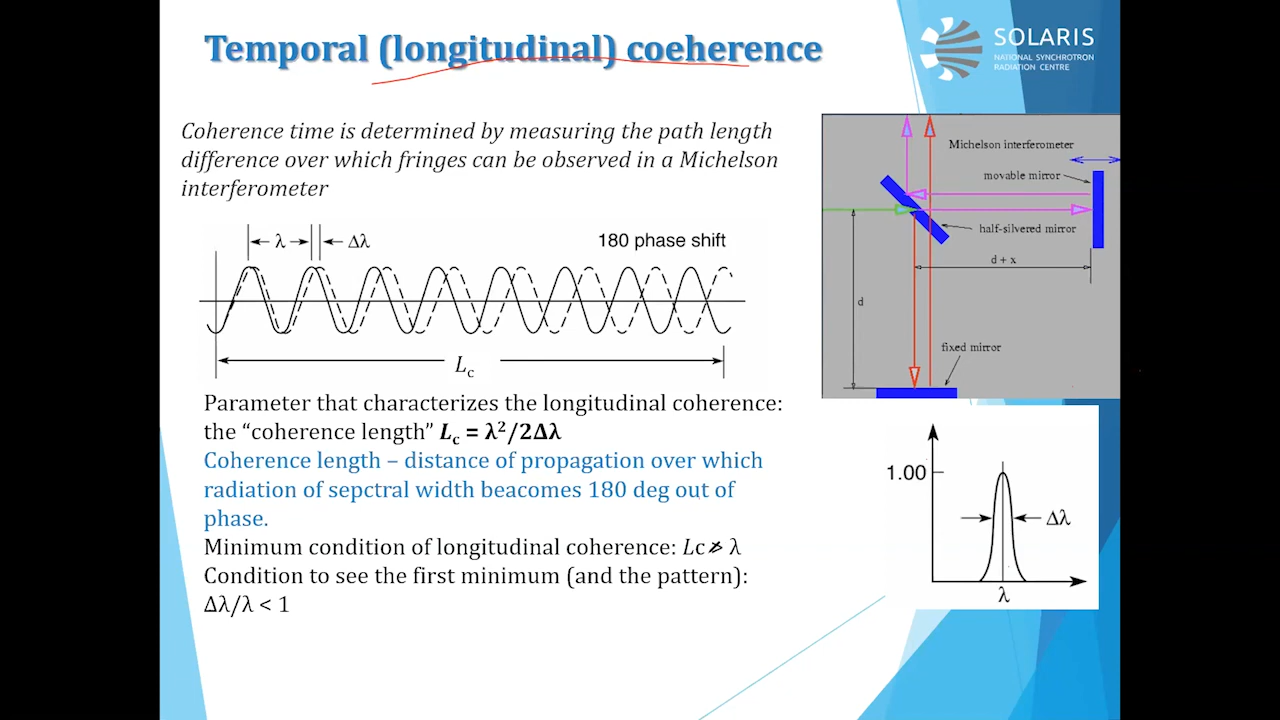 Temporal (longitudinal) coeherence
SOLARIS
NATIONAL SYNCHROTRON
RADIATION CENTRE
Coherence time is determined by measuring the path length
difference over which fringes can be observed in a Michelson
interferometer
λ
Δλ
180 phase shift
Lc
Parameter that characterizes the longitudinal coherence:
the “coherence length” Lc = λ²/2Δλ
Coherence length – distance of propagation over which
radiation of sepctral width beacomes 180 deg out of
phase.
Minimum condition of longitudinal coherence: Lc≯ λ
Condition to see the first minimum (and the pattern):
Δλ/λ < 1
Michelson interferometer
movable mirror
half-silvered mirror
d + x
d
fixed mirror
1.00
Δλ
λ